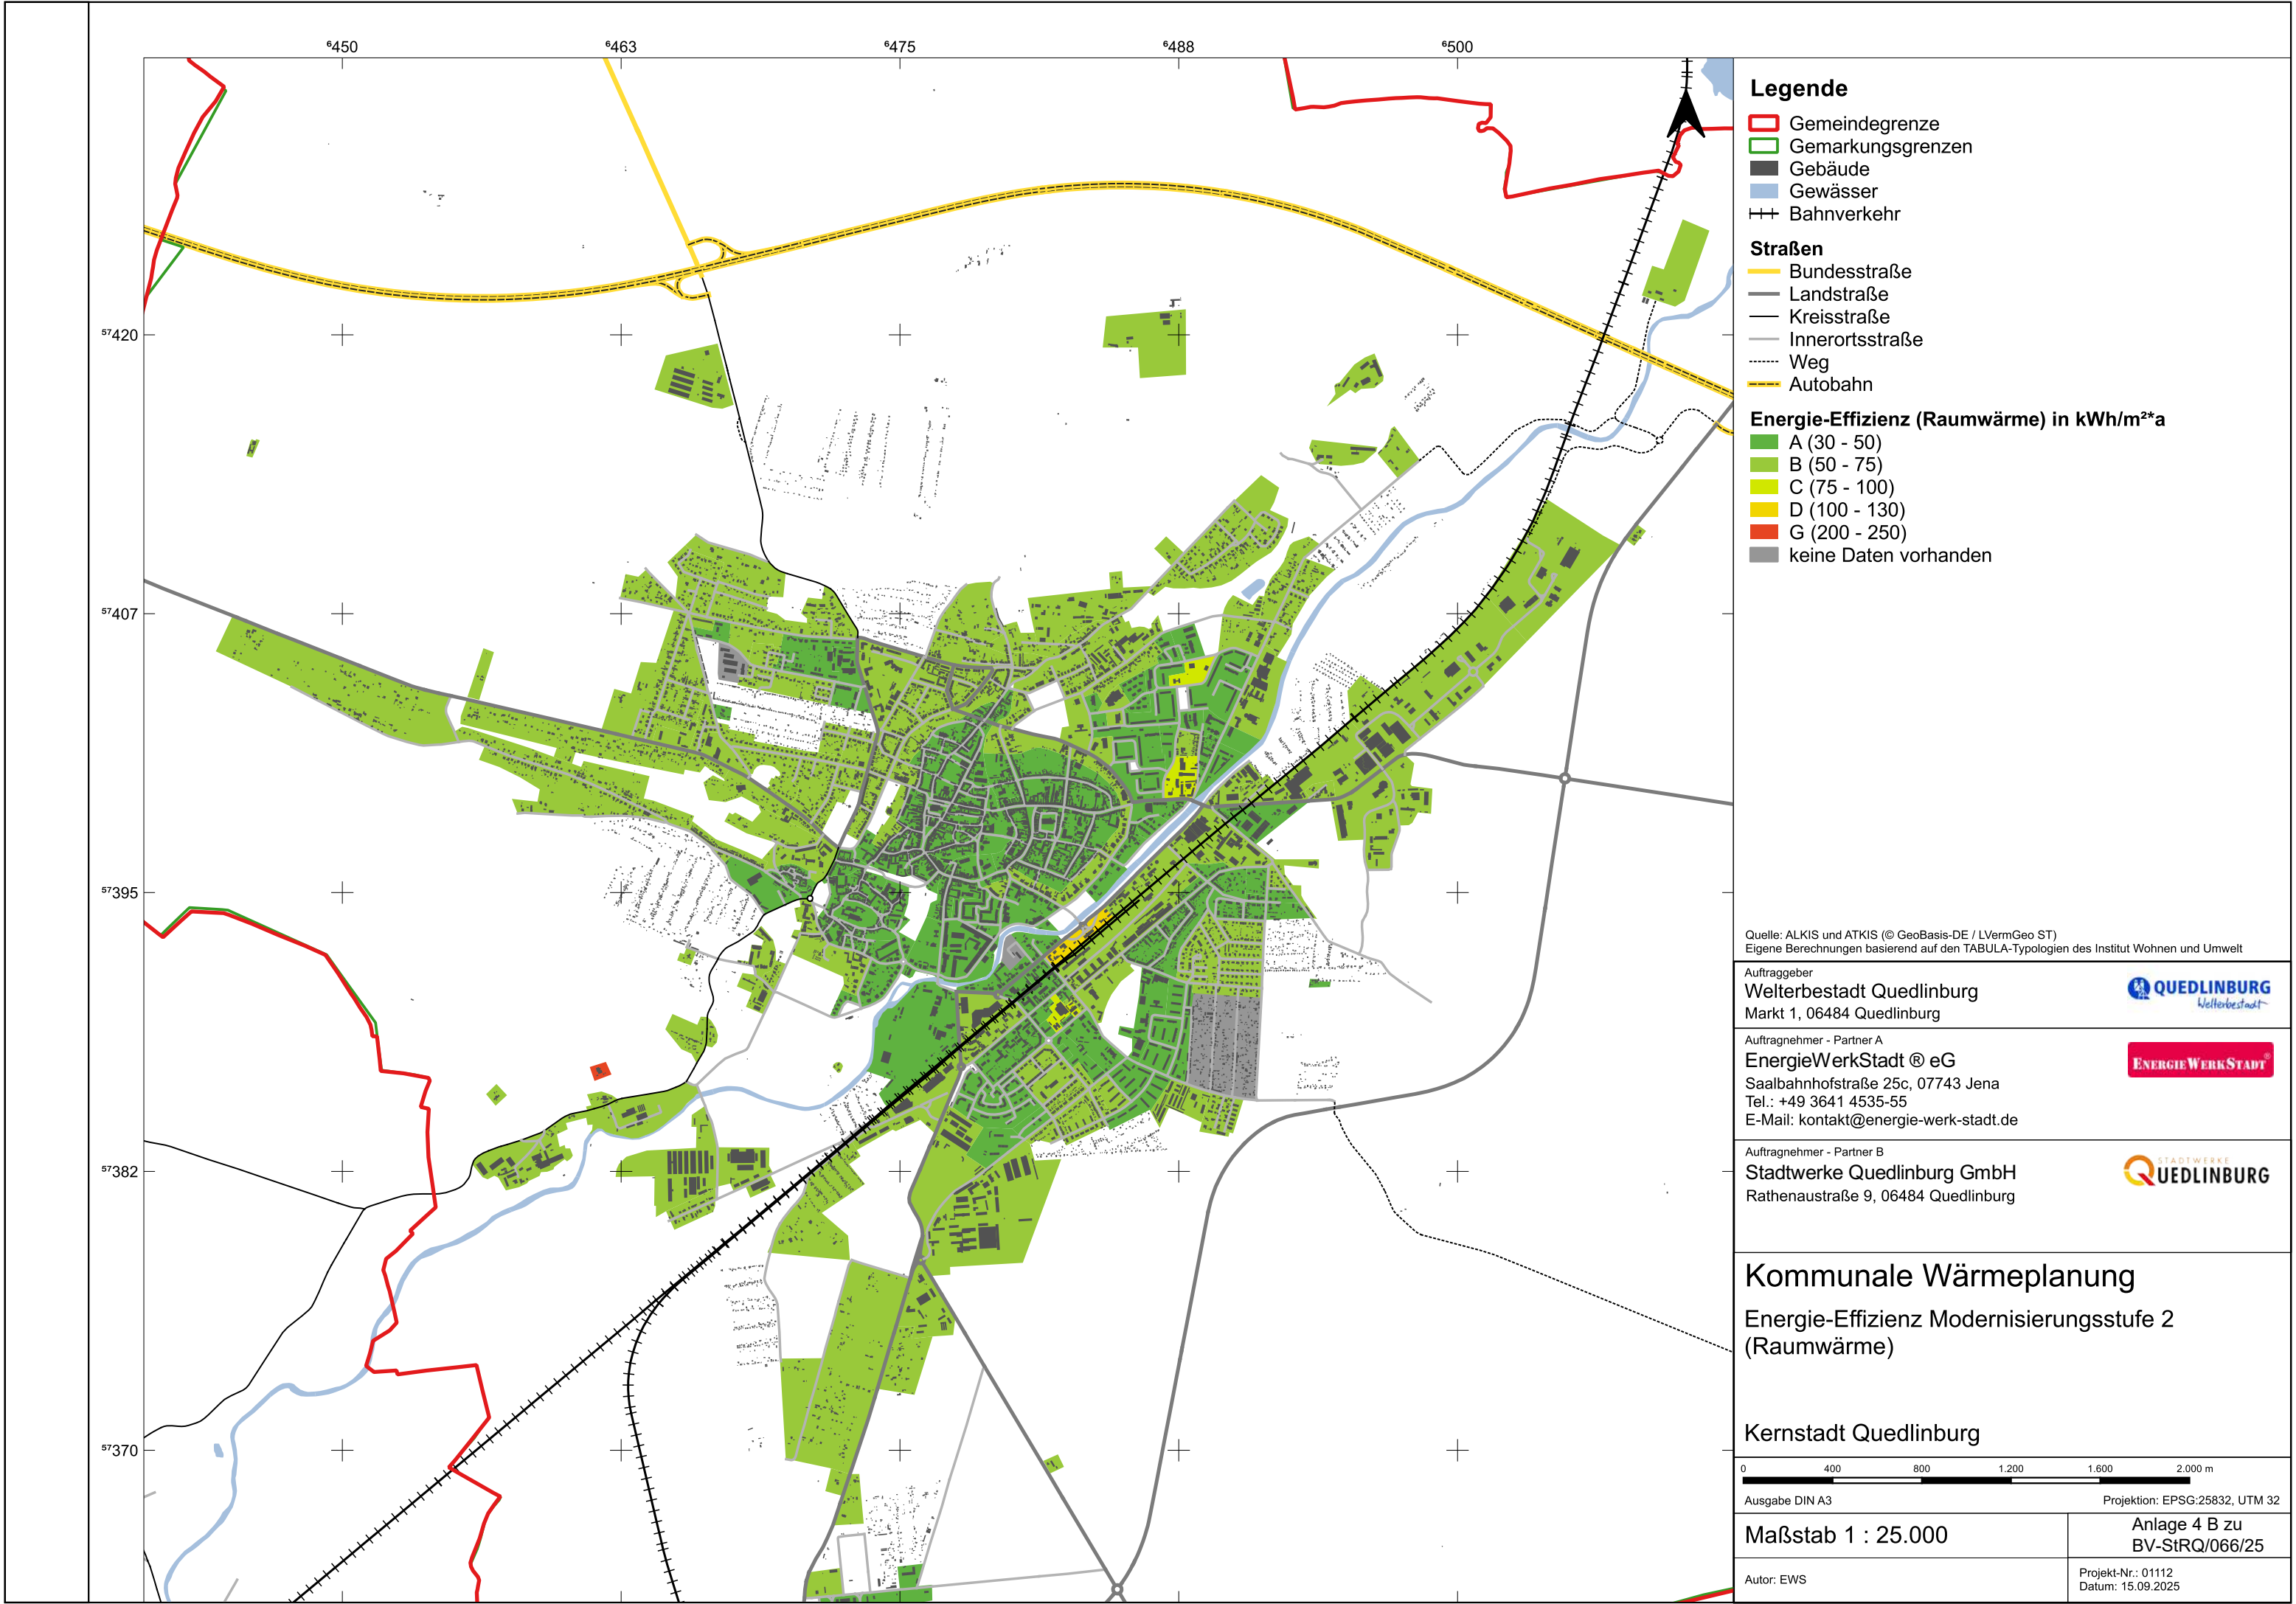 ⁶450
⁶463
⁶475
⁶488
⁶500
⁵⁷420
⁵⁷407
⁵⁷395
⁵⁷382
⁵⁷370
Legende
Gemeindegrenze
Gemarkungsgrenzen
Gebäude
Gewässer
Bahnverkehr
Straßen
Bundesstraße
Landstraße
Kreisstraße
Innerortsstraße
Weg
Autobahn
Energie-Effizienz (Raumwärme) in kWh/m²*a
A (30 - 50)
B (50 - 75)
C (75 - 100)
D (100 - 130)
G (200 - 250)
keine Daten vorhanden
Quelle: ALKIS und ATKIS (© GeoBasis-DE / LVermGeo ST)
Eigene Berechnungen basierend auf den TABULA-Typologien des Institut Wohnen und Umwelt
Auftraggeber
Welterbestadt Quedlinburg
Markt 1, 06484 Quedlinburg
QUEDLINBURG
Welterbestadt
Auftragnehmer - Partner A
EnergieWerkStadt ® eG
Saalbahnhofstraße 25c, 07743 Jena
Tel.: +49 3641 4535-55
E-Mail: kontakt@energie-werk-stadt.de
ENERGIEWERKSTADT®
Auftragnehmer - Partner B
Stadtwerke Quedlinburg GmbH
Rathenaustraße 9, 06484 Quedlinburg
STADTWERKE
QUEDLINBURG
Kommunale Wärmeplanung
Energie-Effizienz Modernisierungsstufe 2
(Raumwärme)
Kernstadt Quedlinburg
0 400 800 1.200 1.600 2.000 m
Ausgabe DIN A3
Projektion: EPSG:25832, UTM 32
Maßstab 1 : 25.000
Anlage 4 B zu
BV-StRQ/066/25
Autor: EWS
Projekt-Nr.: 01112
Datum: 15.09.2025